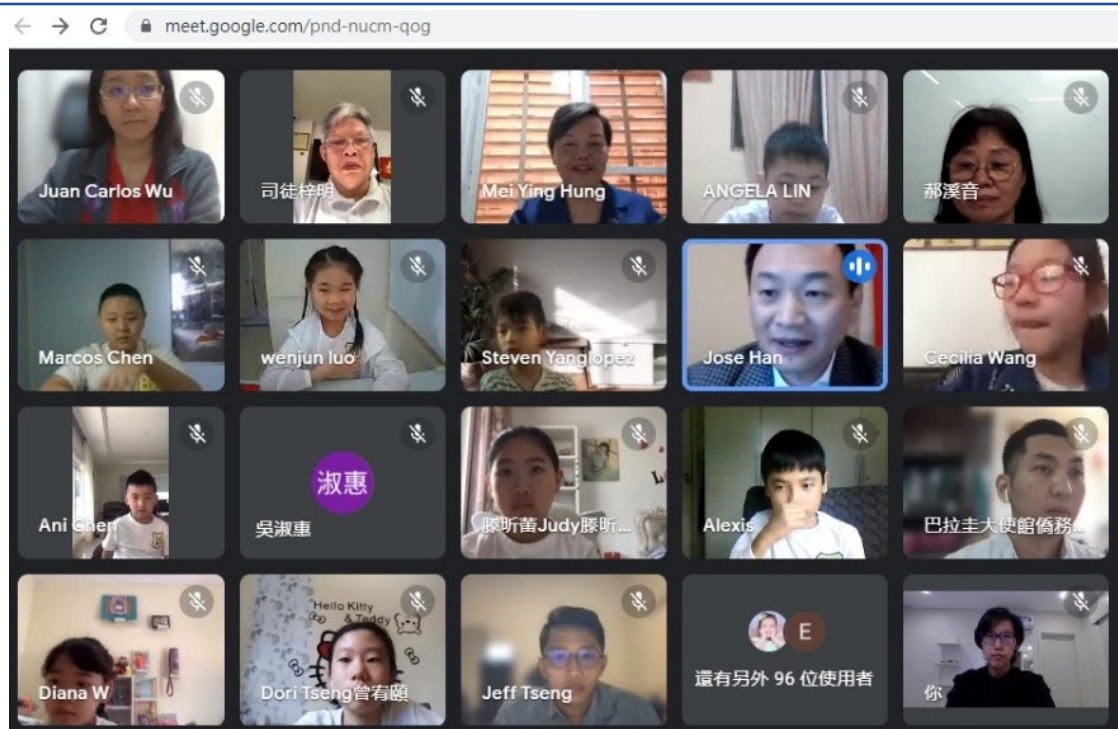 meet.google.com/pnd-nucm-qog
Juan Carlos Wu
司徒梓明
Mei Ying Hung
ANGELA LIN
郝溪音
Marcos Chen
wenjun luo
Steven Yanglopez
Jose Han
Cecilia Wang
Ani Chen
淑惠
吳淑惠
滕昕薷Judy滕昕...
Alexis
巴拉圭大使館僑務...
Diana W
Hello Kitty
& Teddy
Dori Tseng曾宥頤
Jeff Tseng
E
還有另外 96 位使用者
你